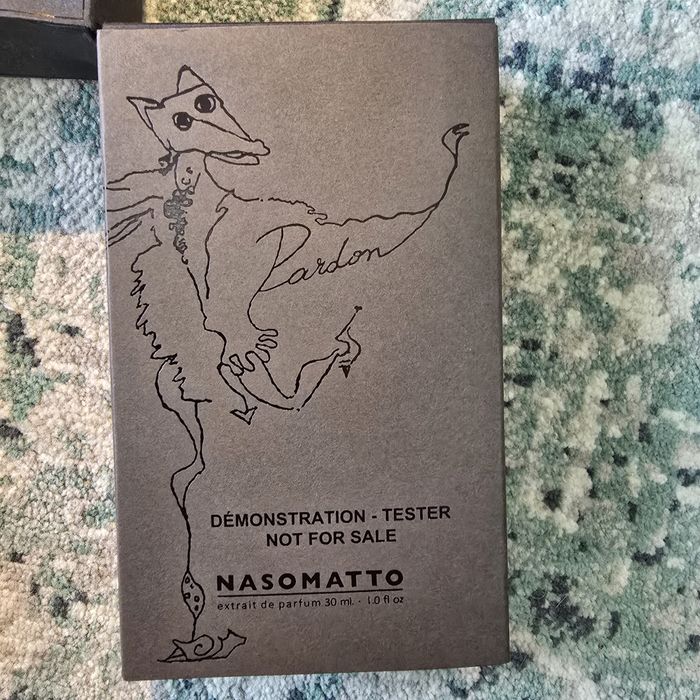 Pardon
DÉMONSTRATION - TESTER
NOT FOR SALE
NASOMATTO
extrait de parfum 30 ml. - 1.0 fl oz